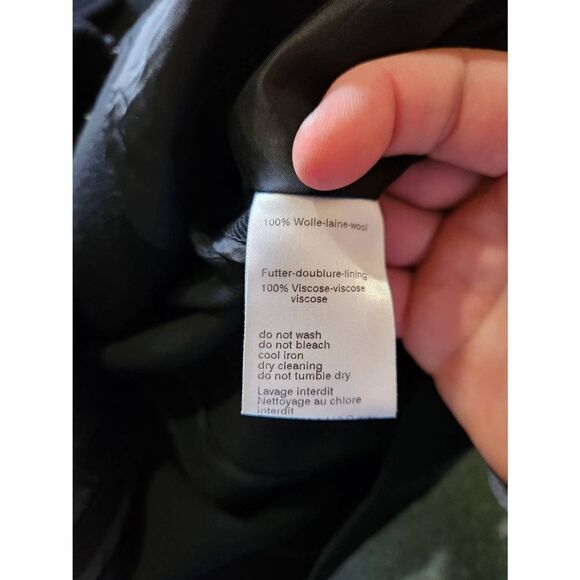 100% Wolle-laine-wool
Futter-doublure-lining
100% Viscose-viscose
viscose
do not wash
do not bleach
cool iron
dry cleaning
do not tumble dry
Lavage interdit
Nettoyage au chlore
interdit